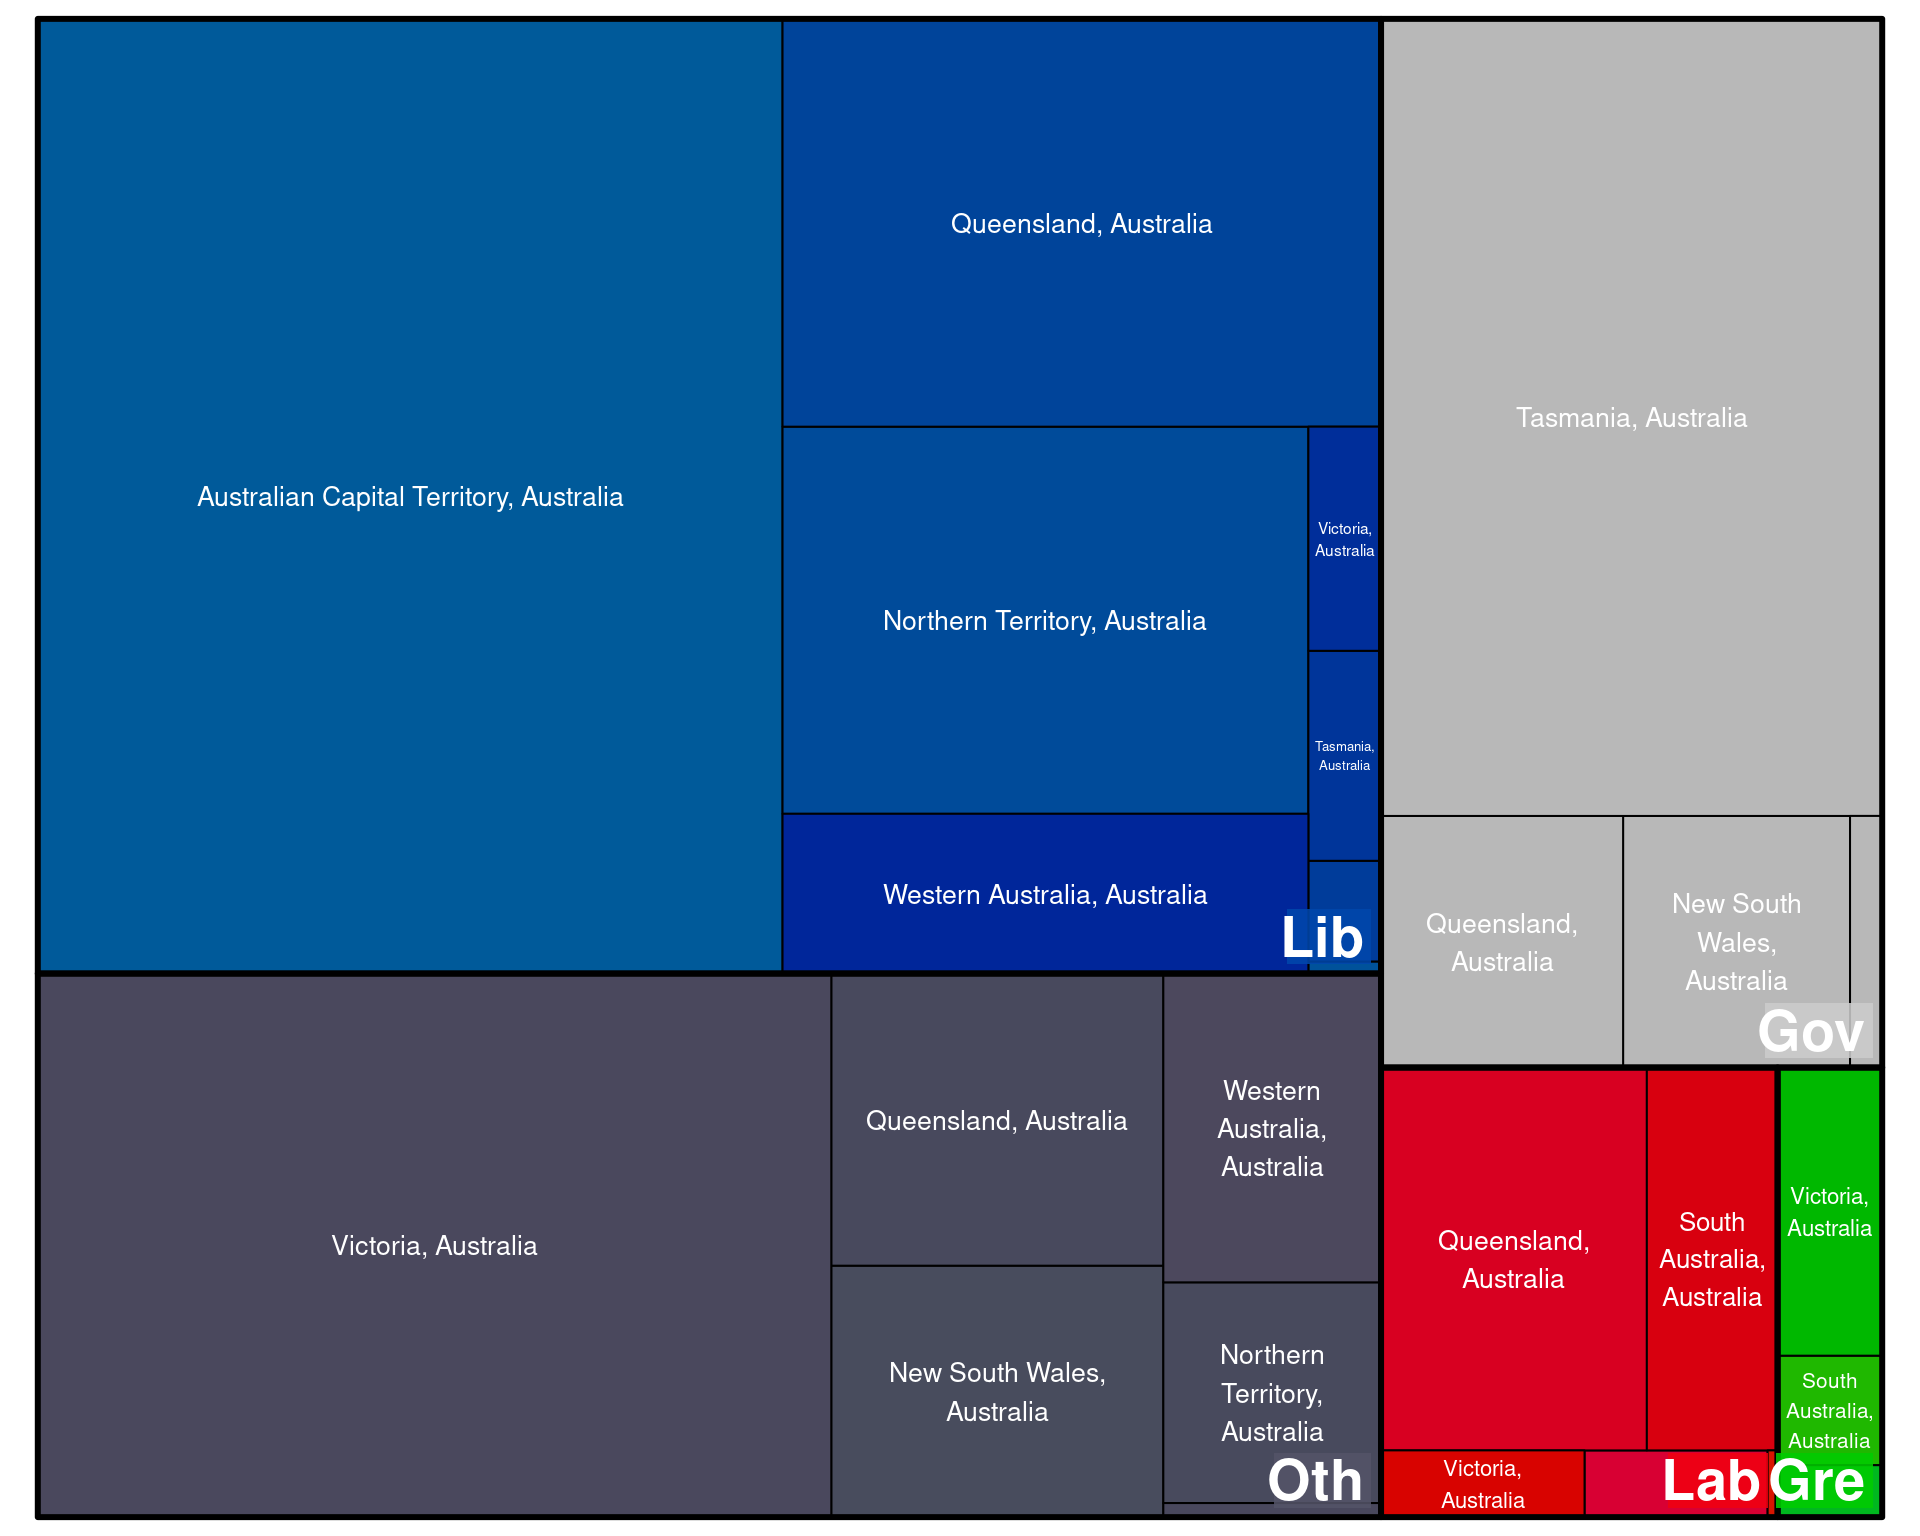 Australian Capital Territory, Australia
Queensland, Australia
Northern Territory, Australia
Victoria,
Australia
Tasmania,
Australia
Western Australia, Australia
Lib
Tasmania, Australia
Queensland,
Australia
New South
Wales,
Australia
Gov
Victoria, Australia
Queensland, Australia
New South Wales,
Australia
Western
Australia,
Australia
Northern
Territory,
Australia
Oth
Queensland,
Australia
South
Australia,
Australia
Victoria,
Australia
Lab
Victoria,
Australia
South
Australia,
Australia
Gre